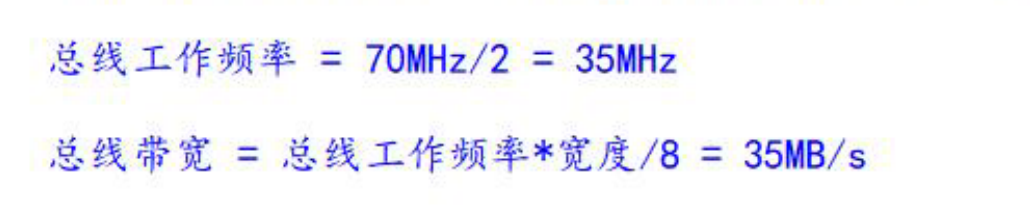 总线工作频率 = 70MHz/2 = 35MHz
总线带宽 = 总线工作频率*宽度/8 = 35MB/s